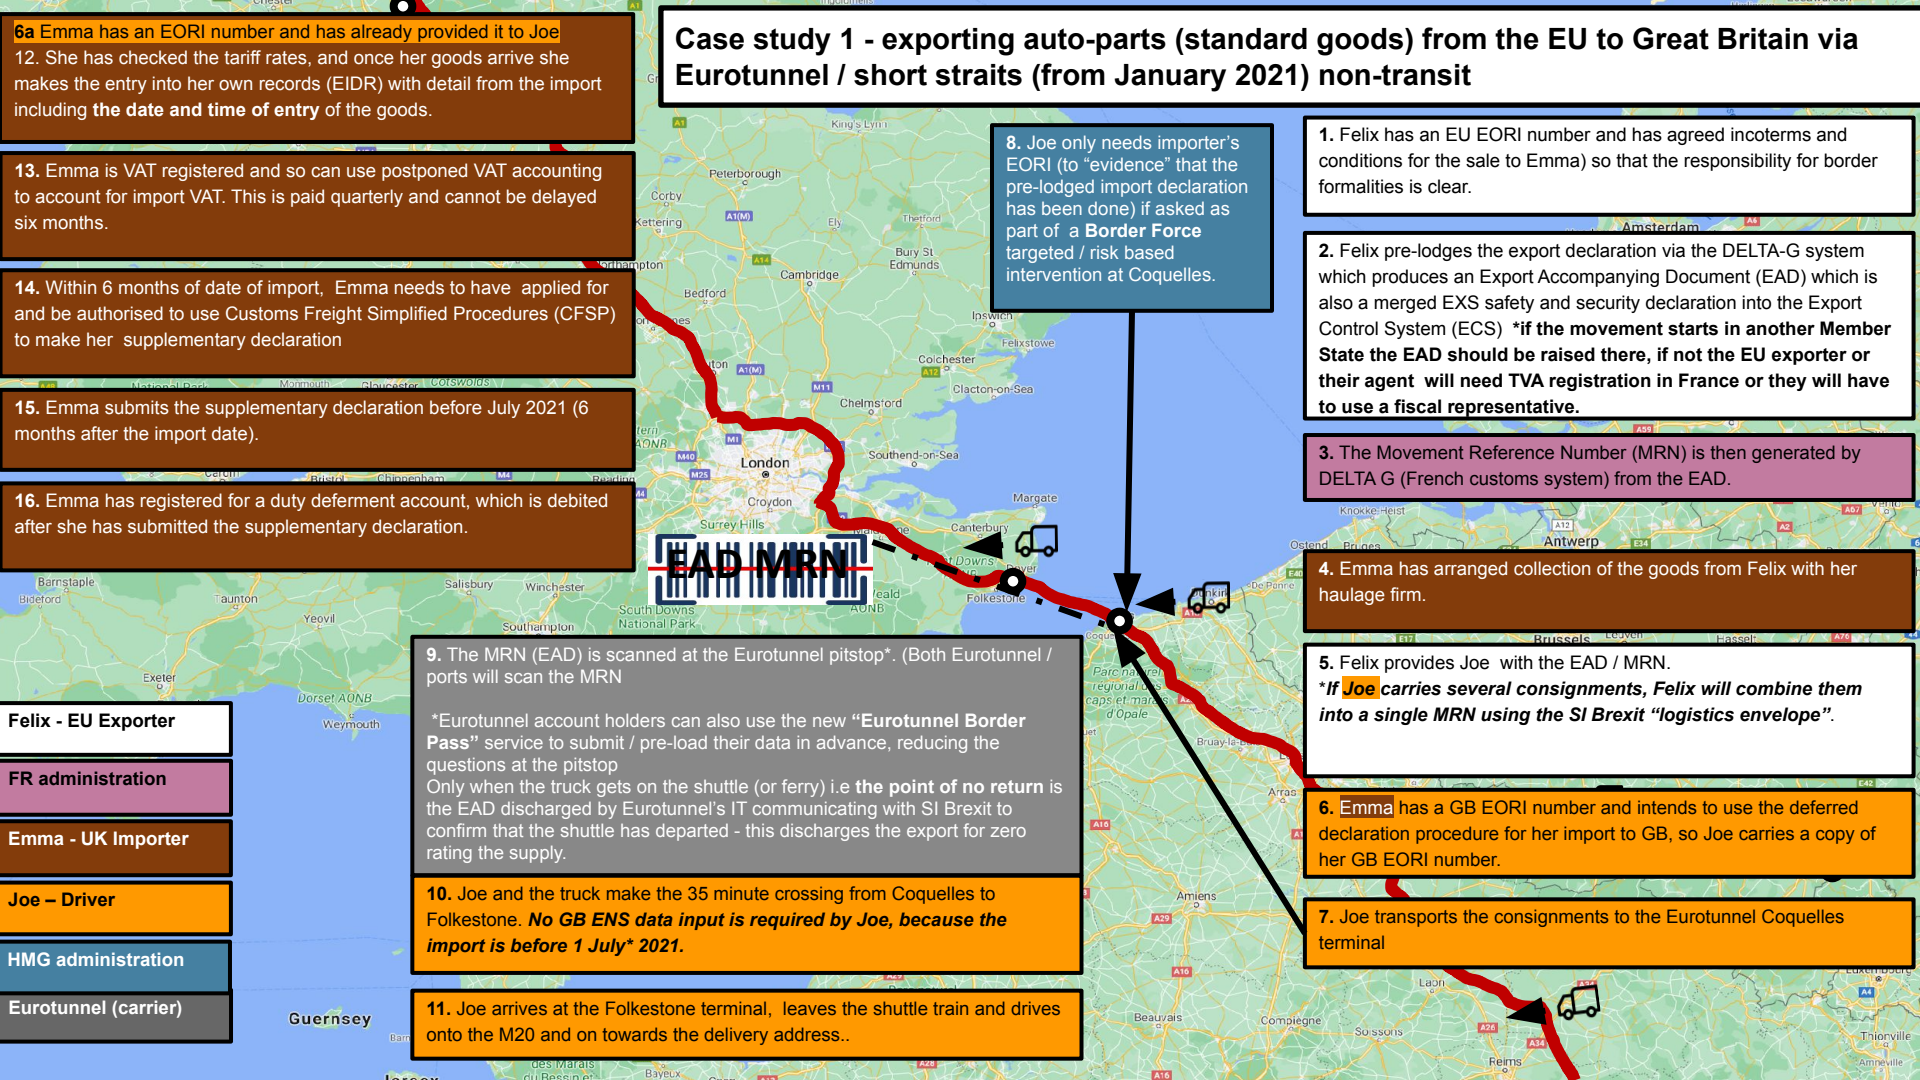 Case study 1 - exporting auto-parts (standard goods) from the EU to Great Britain via
Eurotunnel / short straits (from January 2021) non-transit
6a Emma has an EORI number and has already provided it to Joe
12. She has checked the tariff rates, and once her goods arrive she
makes the entry into her own records (EIDR) with detail from the import
including the date and time of entry of the goods.
13. Emma is VAT registered and so can use postponed VAT accounting
to account for import VAT. This is paid quarterly and cannot be delayed
six months.
14. Within 6 months of date of import, Emma needs to have applied for
and be authorised to use Customs Freight Simplified Procedures (CFSP)
to make her supplementary declaration
15. Emma submits the supplementary declaration before July 2021 (6
months after the import date).
16. Emma has registered for a duty deferment account, which is debited
after she has submitted the supplementary declaration.
8. Joe only needs importer's
EORI (to “evidence” that the
pre-lodged import declaration
has been done) if asked as
part of a Border Force
targeted / risk based
intervention at Coquelles.
1. Felix has an EU EORI number and has agreed incoterms and
conditions for the sale to Emma) so that the responsibility for border
formalities is clear.
2. Felix pre-lodges the export declaration via the DELTA-G system
which produces an Export Accompanying Document (EAD) which is
also a merged EXS safety and security declaration into the Export
Control System (ECS) *if the movement starts in another Member
State the EAD should be raised there, if not the EU exporter or
their agent will need TVA registration in France or they will have
to use a fiscal representative.
3. The Movement Reference Number (MRN) is then generated by
DELTA G (French customs system) from the EAD.
4. Emma has arranged collection of the goods from Felix with her
haulage firm.
5. Felix provides Joe with the EAD / MRN.
*If Joe carries several consignments, Felix will combine them
into a single MRN using the SI Brexit “logistics envelope”.
6. Emma has a GB EORI number and intends to use the deferred
declaration procedure for her import to GB, so Joe carries a copy of
her GB EORI number.
7. Joe transports the consignments to the Eurotunnel Coquelles
terminal
EAD MRN
9. The MRN (EAD) is scanned at the Eurotunnel pitstop*. (Both Eurotunnel /
ports will scan the MRN
*Eurotunnel account holders can also use the new “Eurotunnel Border
Pass” service to submit / pre-load their data in advance, reducing the
questions at the pitstop
Only when the truck gets on the shuttle (or ferry) i.e the point of no return is
the EAD discharged by Eurotunnel's IT communicating with SI Brexit to
confirm that the shuttle has departed - this discharges the export for zero
rating the supply.
10. Joe and the truck make the 35 minute crossing from Coquelles to
Folkestone. No GB ENS data input is required by Joe, because the
import is before 1 July* 2021.
11. Joe arrives at the Folkestone terminal, leaves the shuttle train and drives
onto the M20 and on towards the delivery address..
Felix - EU Exporter
FR administration
Emma - UK Importer
Joe – Driver
HMG administration
Eurotunnel (carrier)
King's Lynn
Peterborough
Corby
Kettering
Ely
Thetford
Bury St
Edmunds
Cambridge
Bedford
Ipswich
Felixstowe
Colchester
Clacton-on-Sea
Chelmsford
London
Southend-on-Sea
Croydon
Margate
Surrey Hills
Canterbury
Folkestone
South Downs
National Park
Barnstaple
Bideford
Taunton
Yeovil
Salisbury
Winchester
Southampton
Exeter
Dorset AONB
Weymouth
Guernsey
Amsterdam
Knokke-Heist
Antwerp
Ostend
Bruges
De Panne
Brussels
Hasselt
Parc naturel
régional des
caps et marais
d'Opale
Arras
Amiens
Beauvais
Compiègne
Laon
Soissons
Reims
Thionville
Bayeux